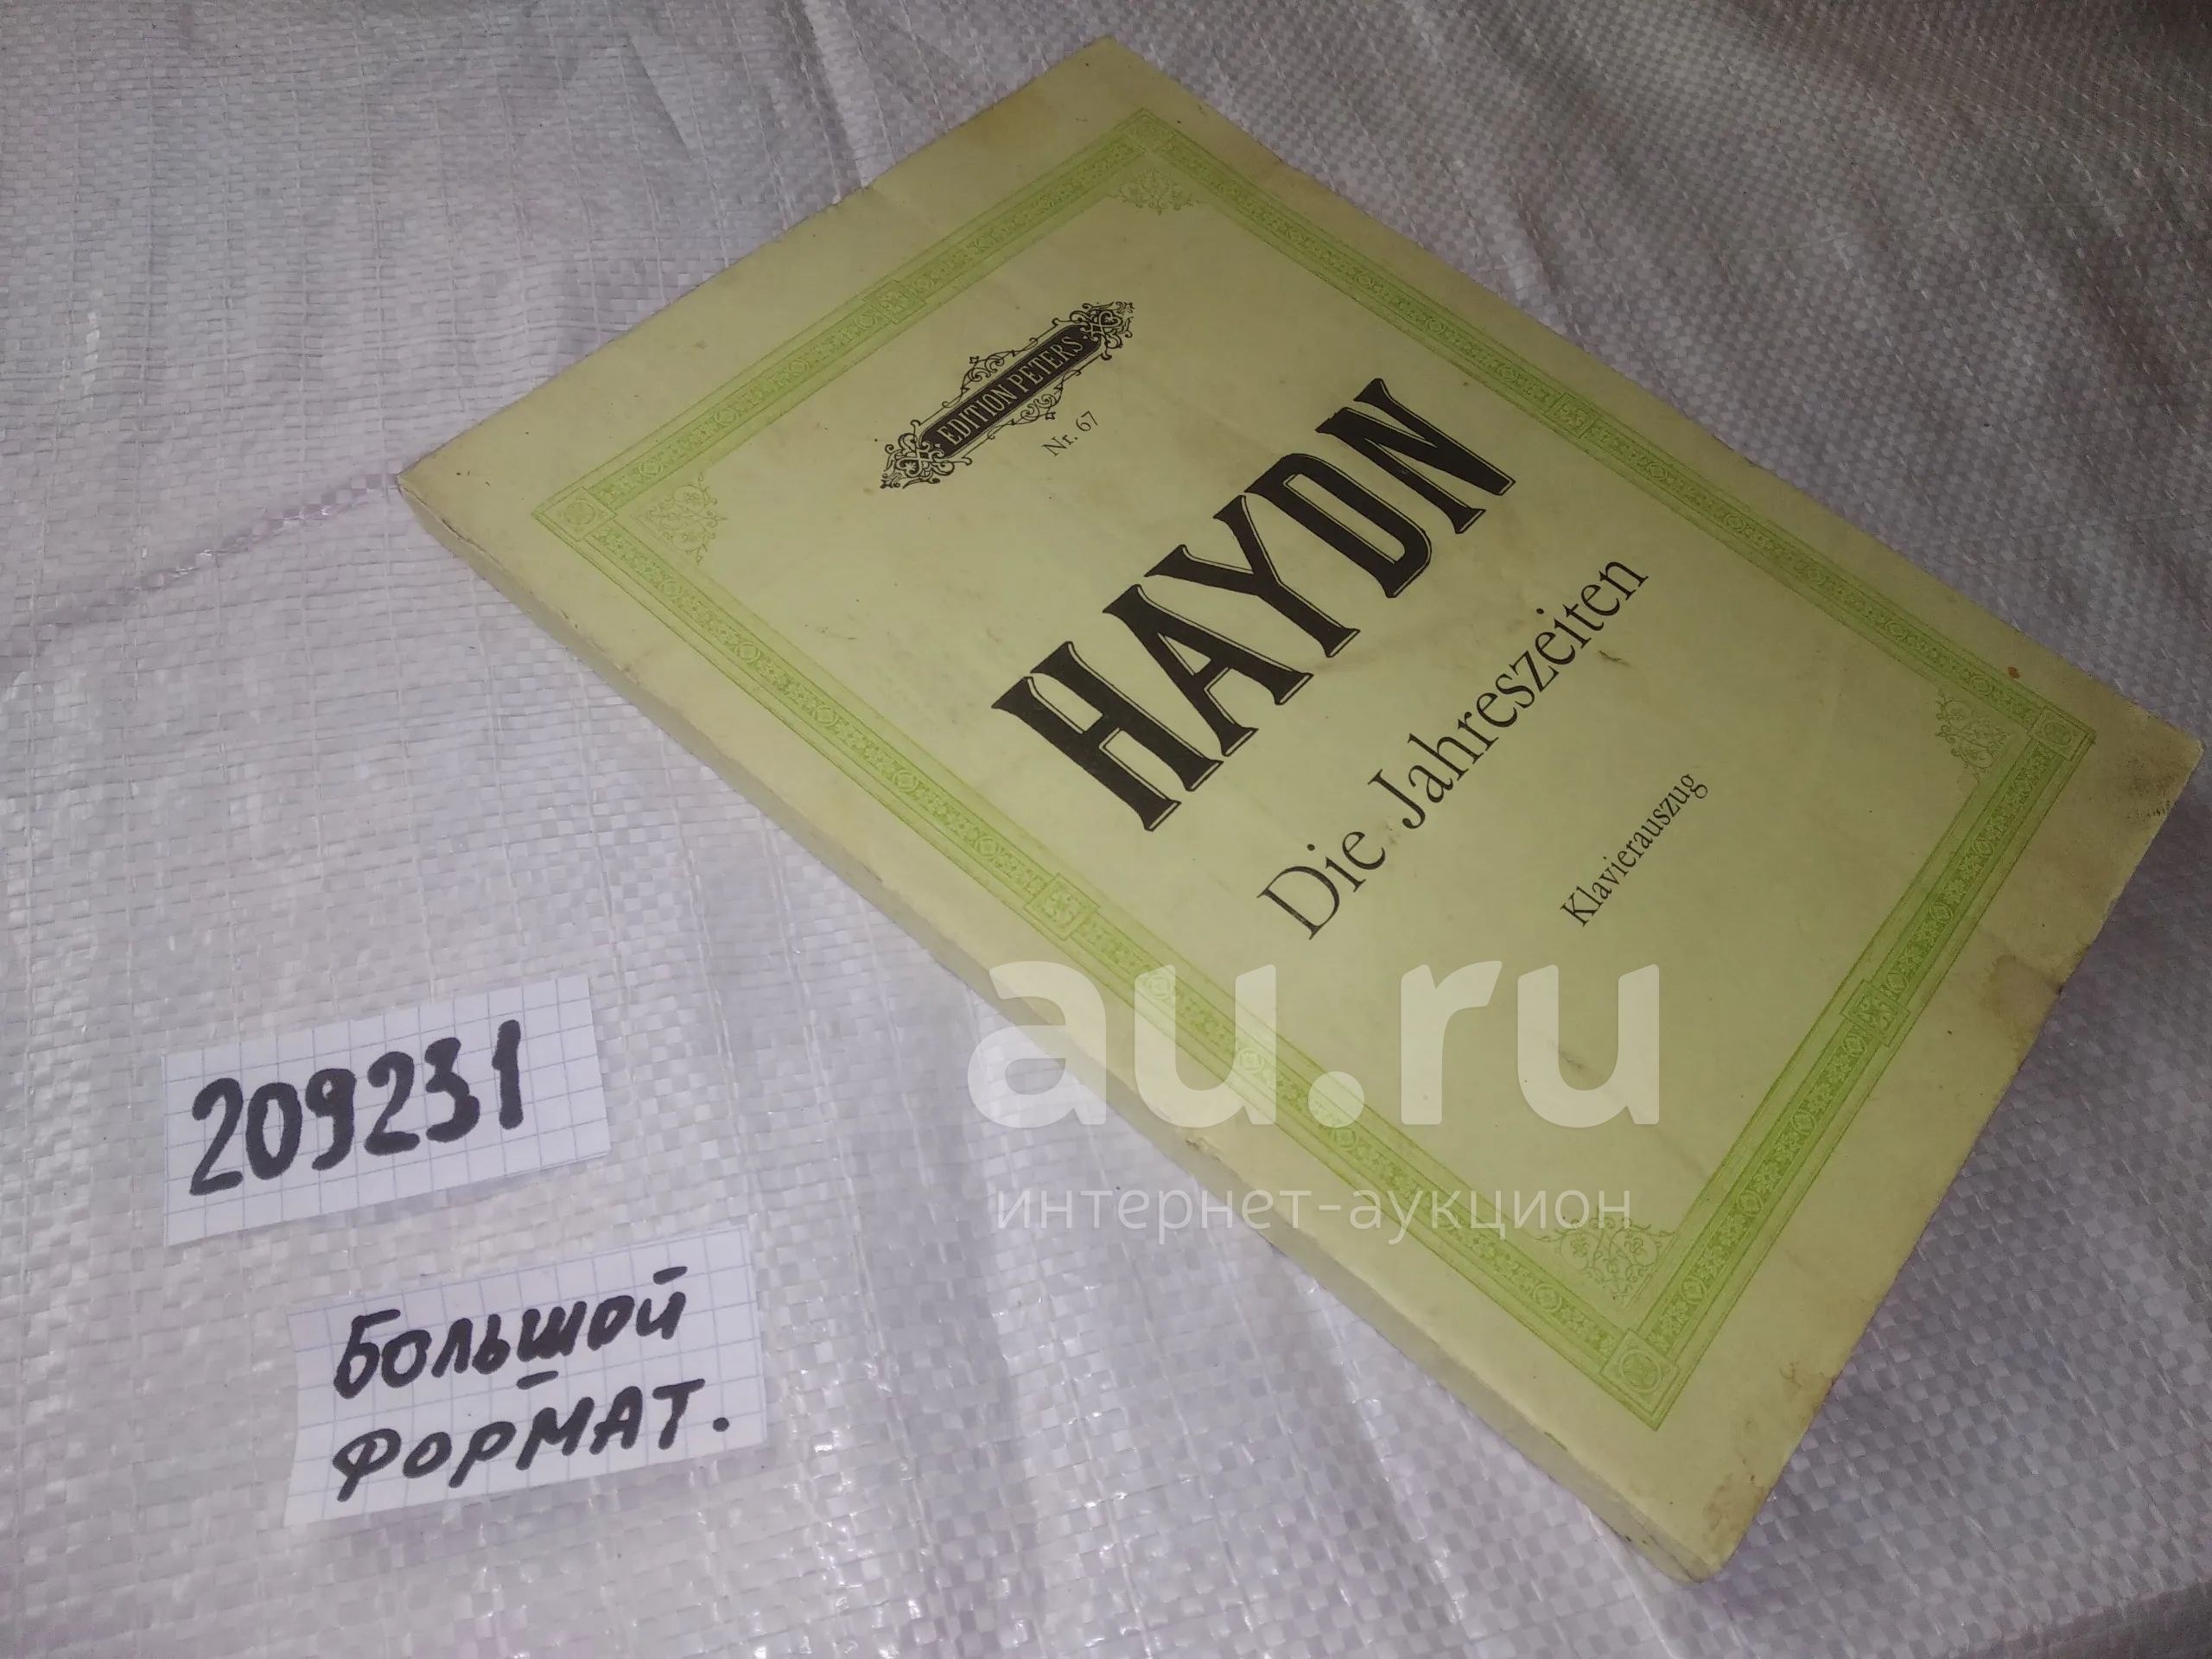 EDITION PETERS
Nr. 67
HAYDN
Die Jahreszeiten
Klavierauszug
au.ru
интернет-аукцион
209231
Большой
формат.